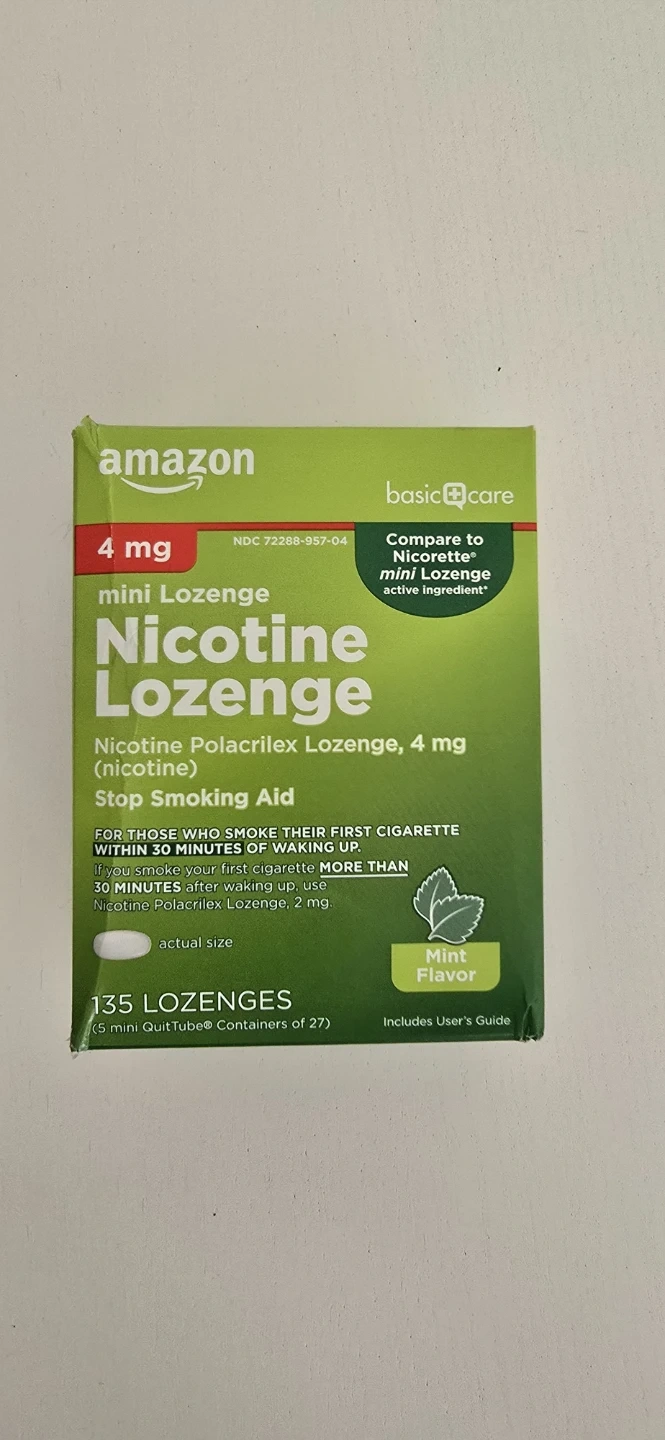 amazon
basic care
4 mg
NDC 72288-957-04
Compare to
Nicorette®
mini Lozenge
active ingredient*
mini Lozenge
Nicotine
Lozenge
Nicotine Polacrilex Lozenge, 4 mg
(nicotine)
Stop Smoking Aid
FOR THOSE WHO SMOKE THEIR FIRST CIGARETTE
WITHIN 30 MINUTES OF WAKING UP.
If you smoke your first cigarette MORE THAN
30 MINUTES after waking up, use
Nicotine Polacrilex Lozenge, 2 mg.
actual size
Mint
Flavor
135 LOZENGES
(5 mini QuitTube® Containers of 27)
Includes User's Guide